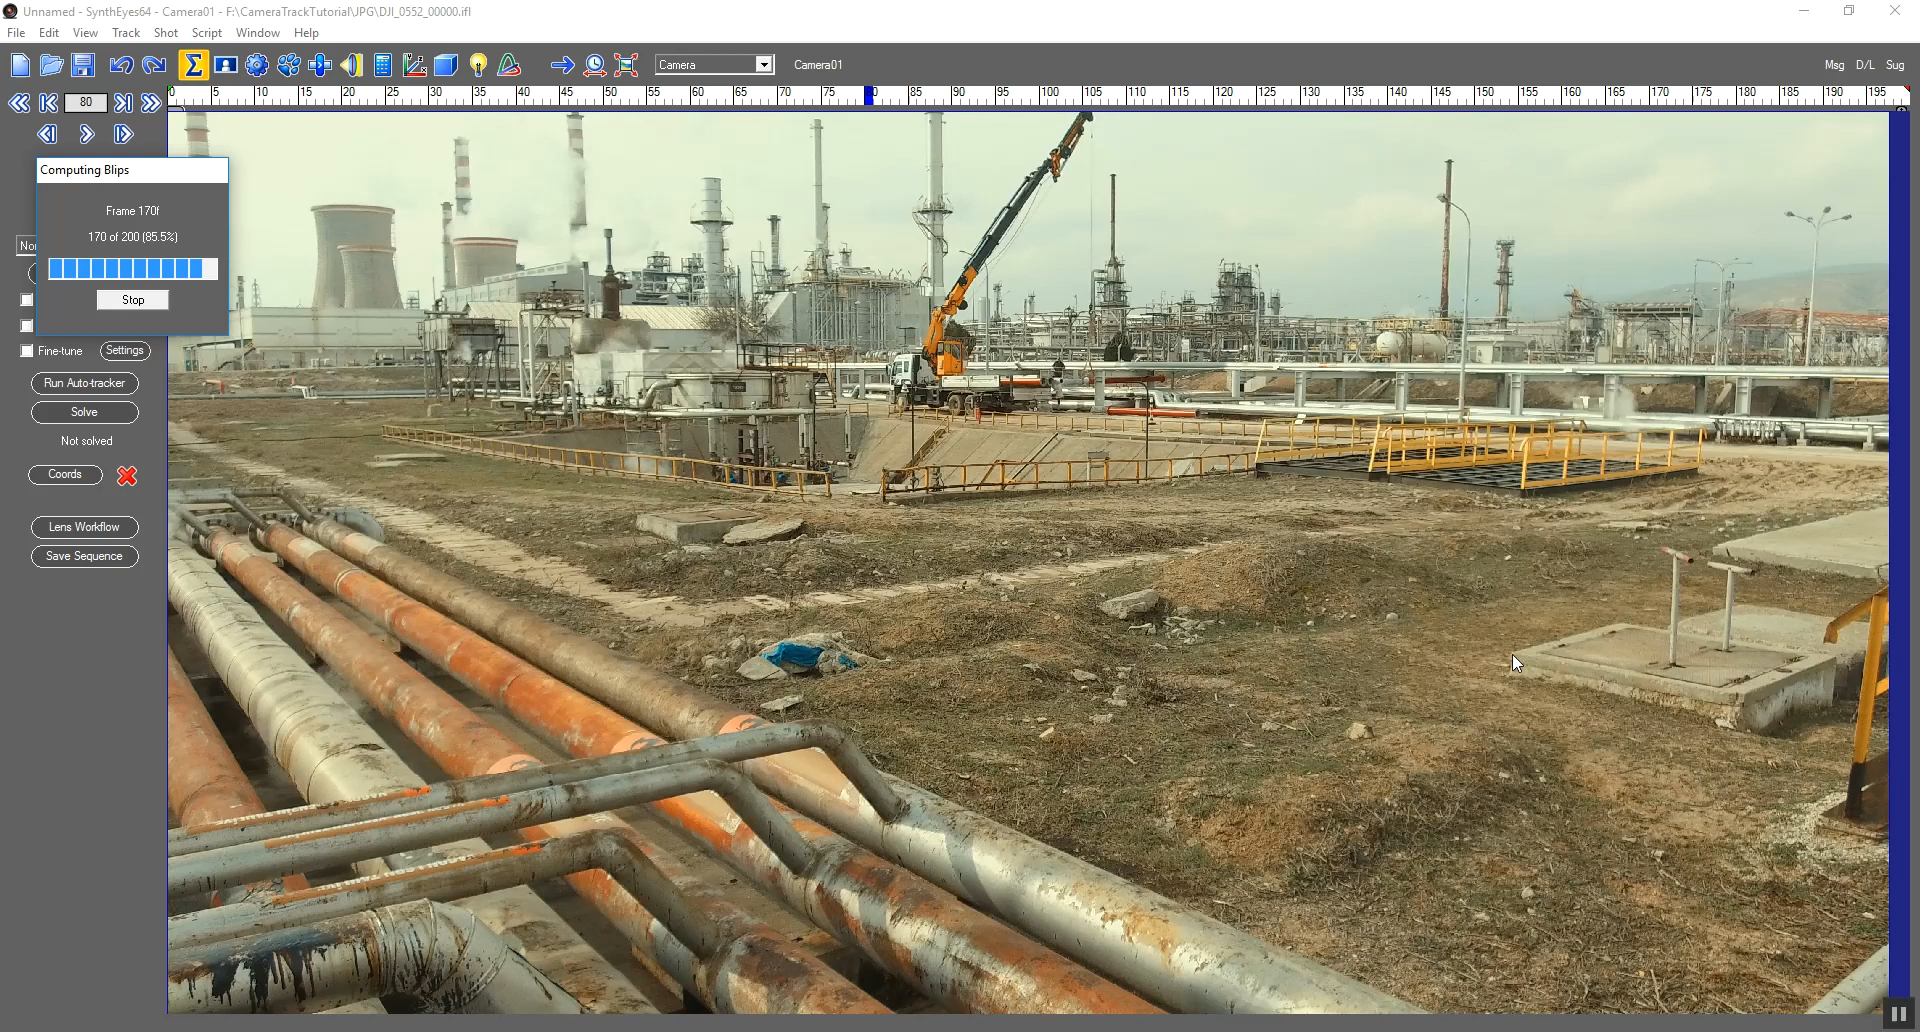 Unnamed - SynthEyes64 - Camera01 - F:\CameraTrackTutorial\JPG\DJI_0552_00000.ifl
File Edit View Track Shot Script Window Help
Camera
Camera01
Msg D/L Sug
80
0 5 10 15 20 25 30 35 40 45 50 55 60 65 70 75 80 85 90 95 100 105 110 115 120 125 130 135 140 145 150 155 160 165 170 175 180 185 190 195
Computing Blips
Frame 170f
170 of 200 (85.5%)
Stop
Fine-tune Settings
Run Auto-tracker
Solve
Not solved
Coords
Lens Workflow
Save Sequence